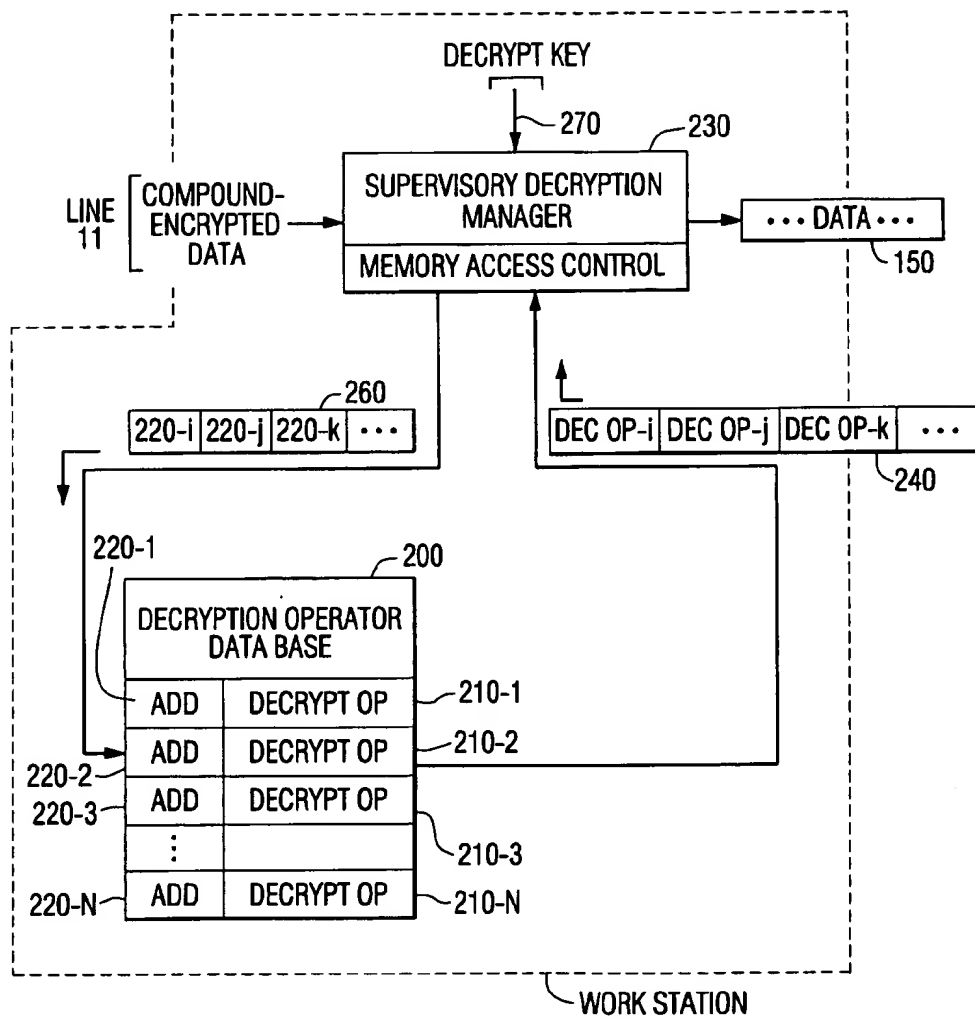 DECRYPT KEY
270
230
LINE
11
COMPOUND-
ENCRYPTED
DATA
SUPERVISORY DECRYPTION
MANAGER
MEMORY ACCESS CONTROL
••• DATA •••
150
260
220-i 220-j 220-k •••
DEC OP-i DEC OP-j DEC OP-k •••
240
220-1
200
DECRYPTION OPERATOR
DATA BASE
ADD DECRYPT OP 210-1
ADD DECRYPT OP 210-2
220-2
220-3 ADD DECRYPT OP
210-3
220-N ADD DECRYPT OP 210-N
WORK STATION